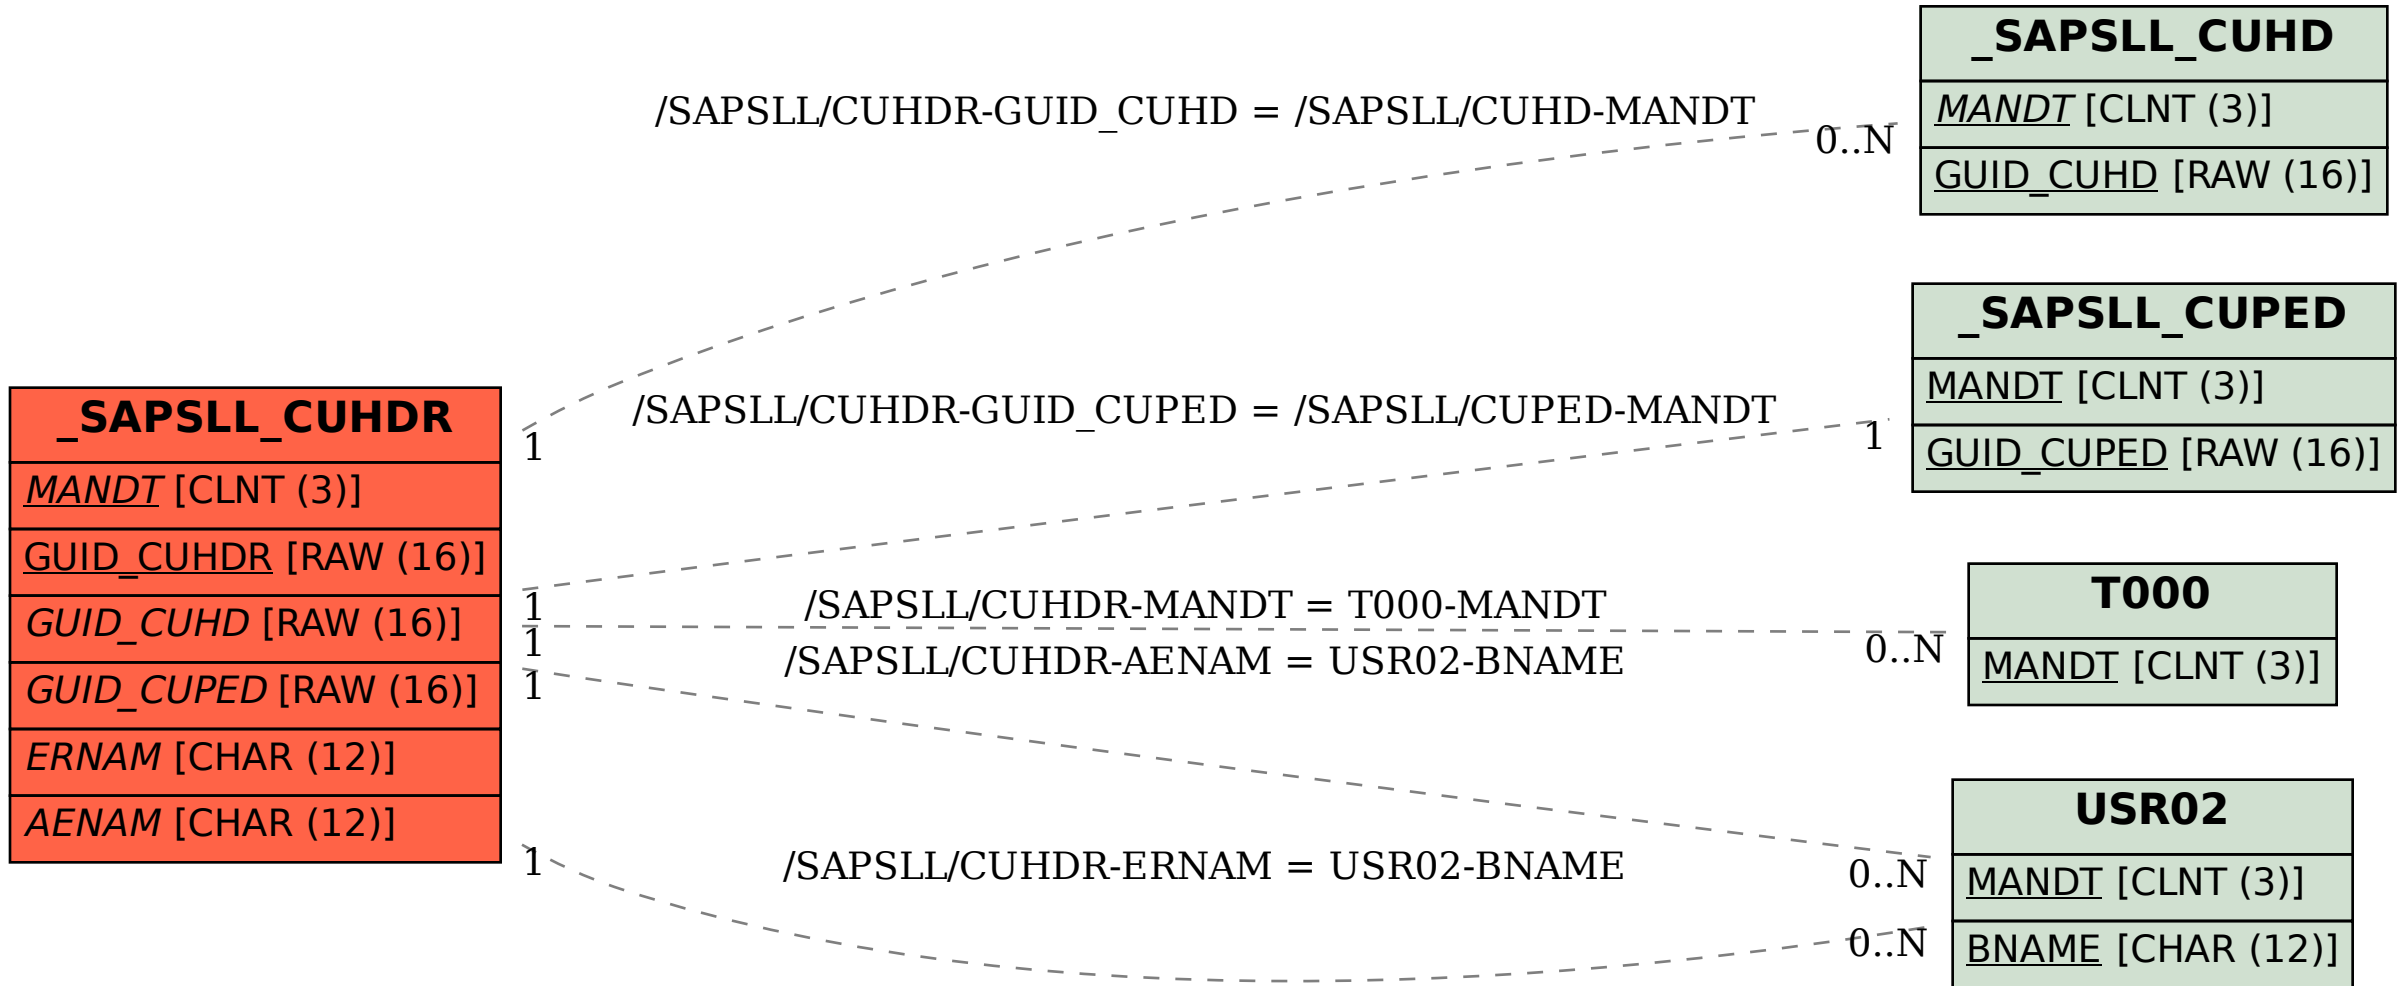 _SAPSLL_CUHD
MANDT [CLNT (3)]
GUID_CUHD [RAW (16)]
/SAPSLL/CUHDR-GUID_CUHD = /SAPSLL/CUHD-MANDT
0..N
_SAPSLL_CUPED
MANDT [CLNT (3)]
GUID_CUPED [RAW (16)]
/SAPSLL/CUHDR-GUID_CUPED = /SAPSLL/CUPED-MANDT
1
1
_SAPSLL_CUHDR
MANDT [CLNT (3)]
GUID_CUHDR [RAW (16)]
GUID_CUHD [RAW (16)]
GUID_CUPED [RAW (16)]
ERNAM [CHAR (12)]
AENAM [CHAR (12)]
1
/SAPSLL/CUHDR-MANDT = T000-MANDT
1
0..N
T000
MANDT [CLNT (3)]
/SAPSLL/CUHDR-AENAM = USR02-BNAME
1
0..N
USR02
MANDT [CLNT (3)]
BNAME [CHAR (12)]
/SAPSLL/CUHDR-ERNAM = USR02-BNAME
1
0..N